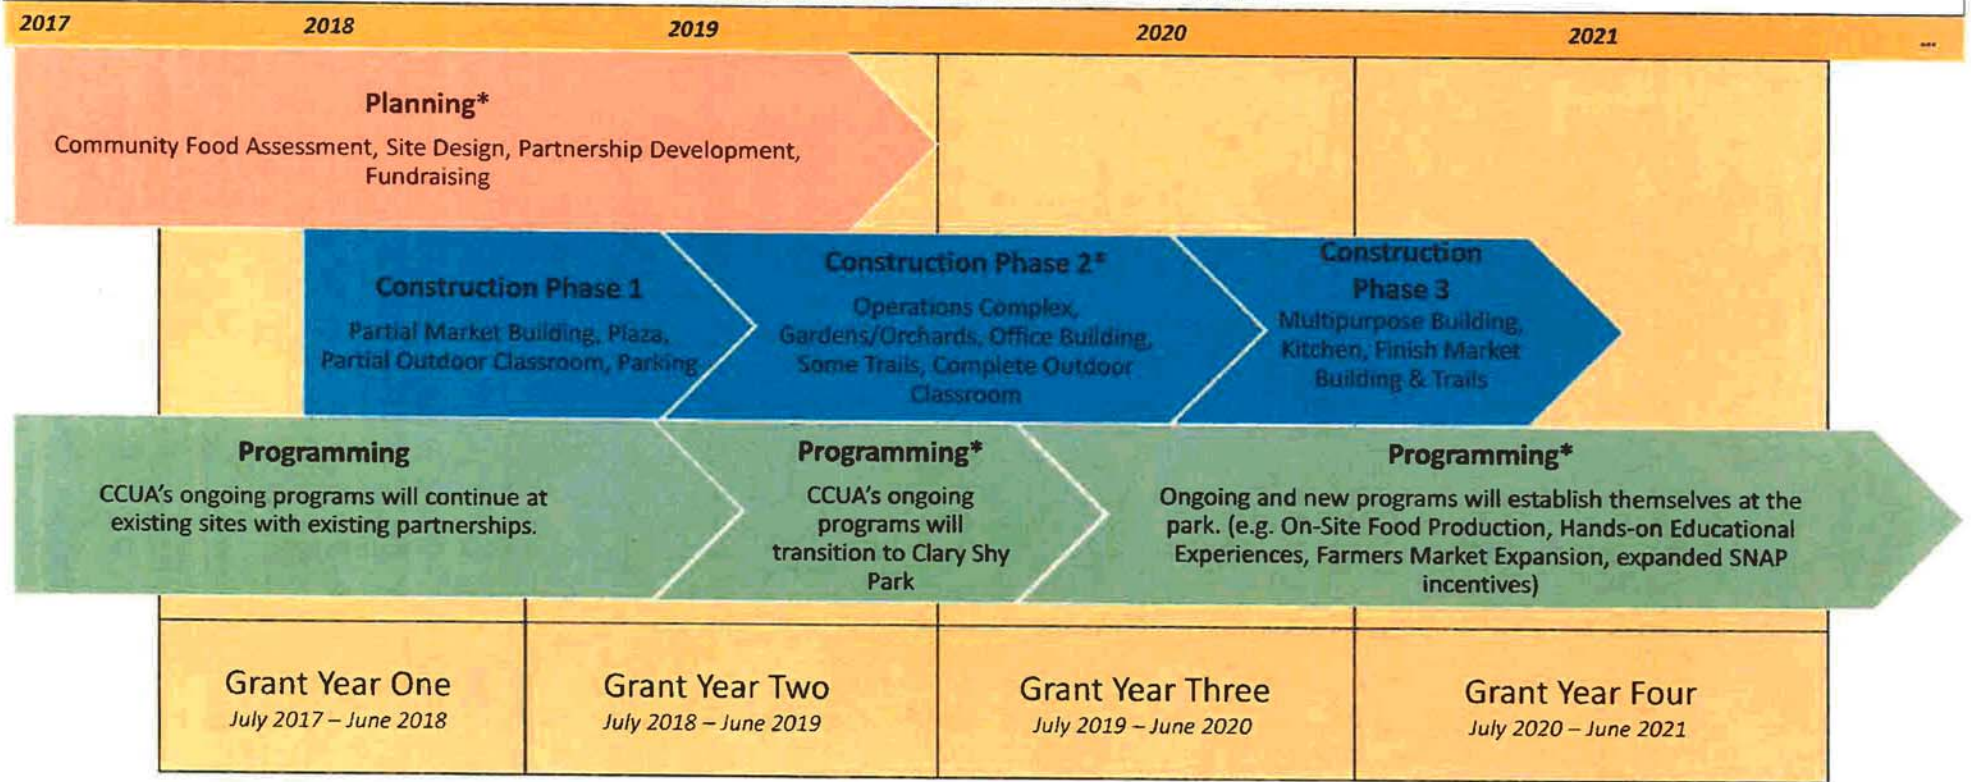 2017 2018 2019 2020 2021 ...
Planning*
Community Food Assessment, Site Design, Partnership Development,
Fundraising
Construction Phase 1
Partial Market Building, Plaza,
Partial Outdoor Classroom, Parking
Construction Phase 2*
Operations Complex,
Gardens/Orchards, Office Building,
Some Trails, Complete Outdoor
Classroom
Construction
Phase 3
Multipurpose Building,
Kitchen, Finish Market
Building & Trails
Programming
CCUA's ongoing programs will continue at
existing sites with existing partnerships.
Programming*
CCUA's ongoing
programs will
transition to Clary Shy
Park
Programming*
Ongoing and new programs will establish themselves at the
park. (e.g. On-Site Food Production, Hands-on Educational
Experiences, Farmers Market Expansion, expanded SNAP
incentives)
Grant Year One
July 2017 – June 2018
Grant Year Two
July 2018 – June 2019
Grant Year Three
July 2019 – June 2020
Grant Year Four
July 2020 – June 2021